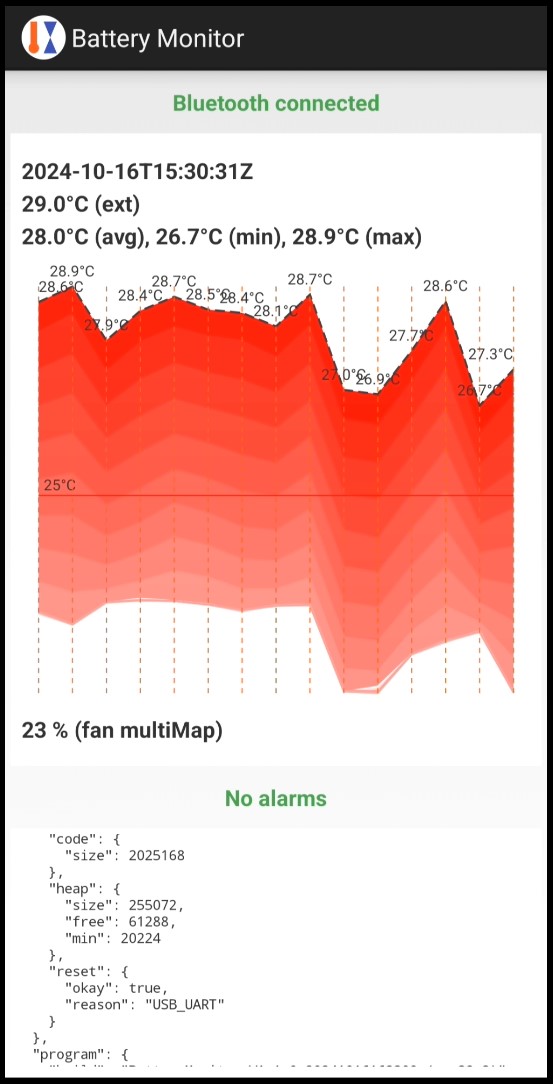 Battery Monitor
Bluetooth connected
2024-10-16T15:30:31Z
29.0°C (ext)
28.0°C (avg), 26.7°C (min), 28.9°C (max)
28.6°C
28.9°C
27.9°C
28.4°C
28.7°C
28.5°C
28.4°C
28.1°C
28.7°C
27.0°C
26.9°C
27.7°C
28.6°C
26.7°C
27.3°C
25°C
23 % (fan multiMap)
No alarms
"code": {
"size": 2025168
},
"heap": {
"size": 255072,
"free": 61288,
"min": 20224
},
"reset": {
"okay": true,
"reason": "USB_UART"
}
},
"program": {